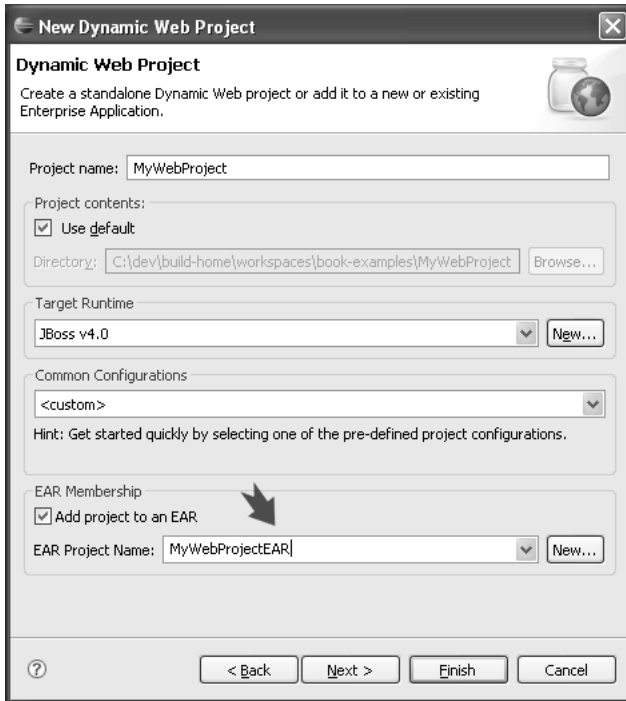 New Dynamic Web Project
Dynamic Web Project
Create a standalone Dynamic Web project or add it to a new or existing
Enterprise Application.
Project name: MyWebProject
Project contents:
Use default
Directory: C:\dev\build-home\workspaces\book-examples\MyWebProject Browse...
Target Runtime
JBoss v4.0 New...
Common Configurations
<custom>
Hint: Get started quickly by selecting one of the pre-defined project configurations.
EAR Membership
Add project to an EAR
EAR Project Name: MyWebProjectEAR New...
? < Back Next > Finish Cancel